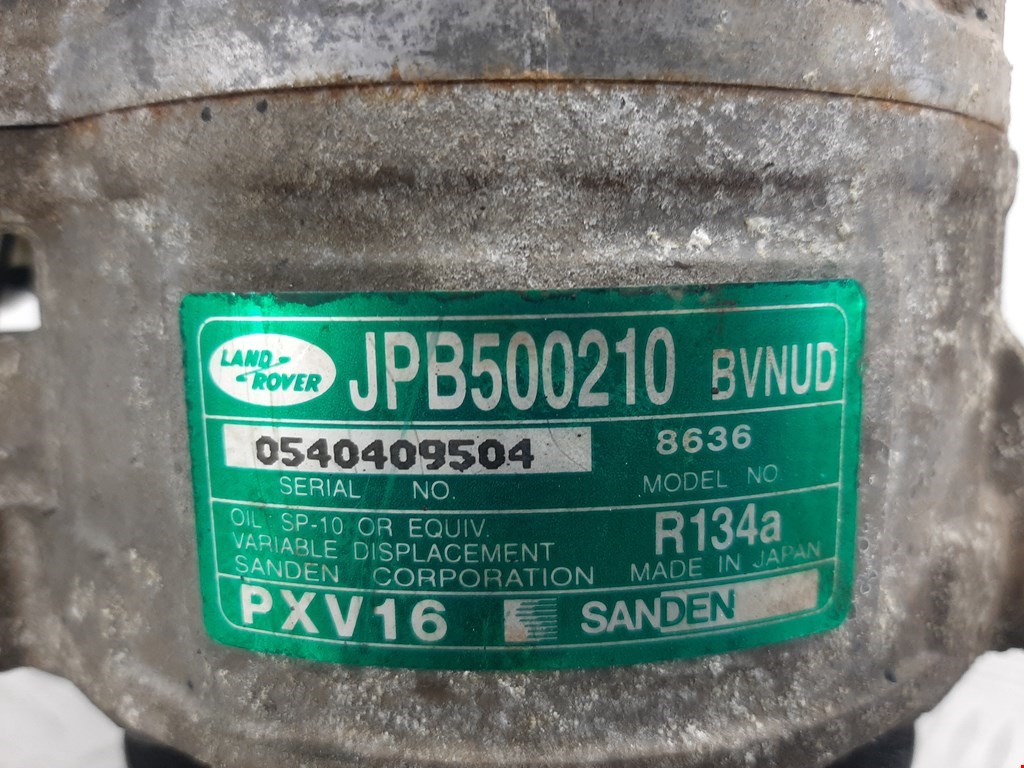 LAND ROVER JPB500210 BVNUD
0540409504 8636
SERIAL NO. MODEL NO
OIL SP-10 OR EQUIV.
VARIABLE DISPLACEMENT R134a
SANDEN CORPORATION MADE IN JAPAN
PXV16 SANDEN